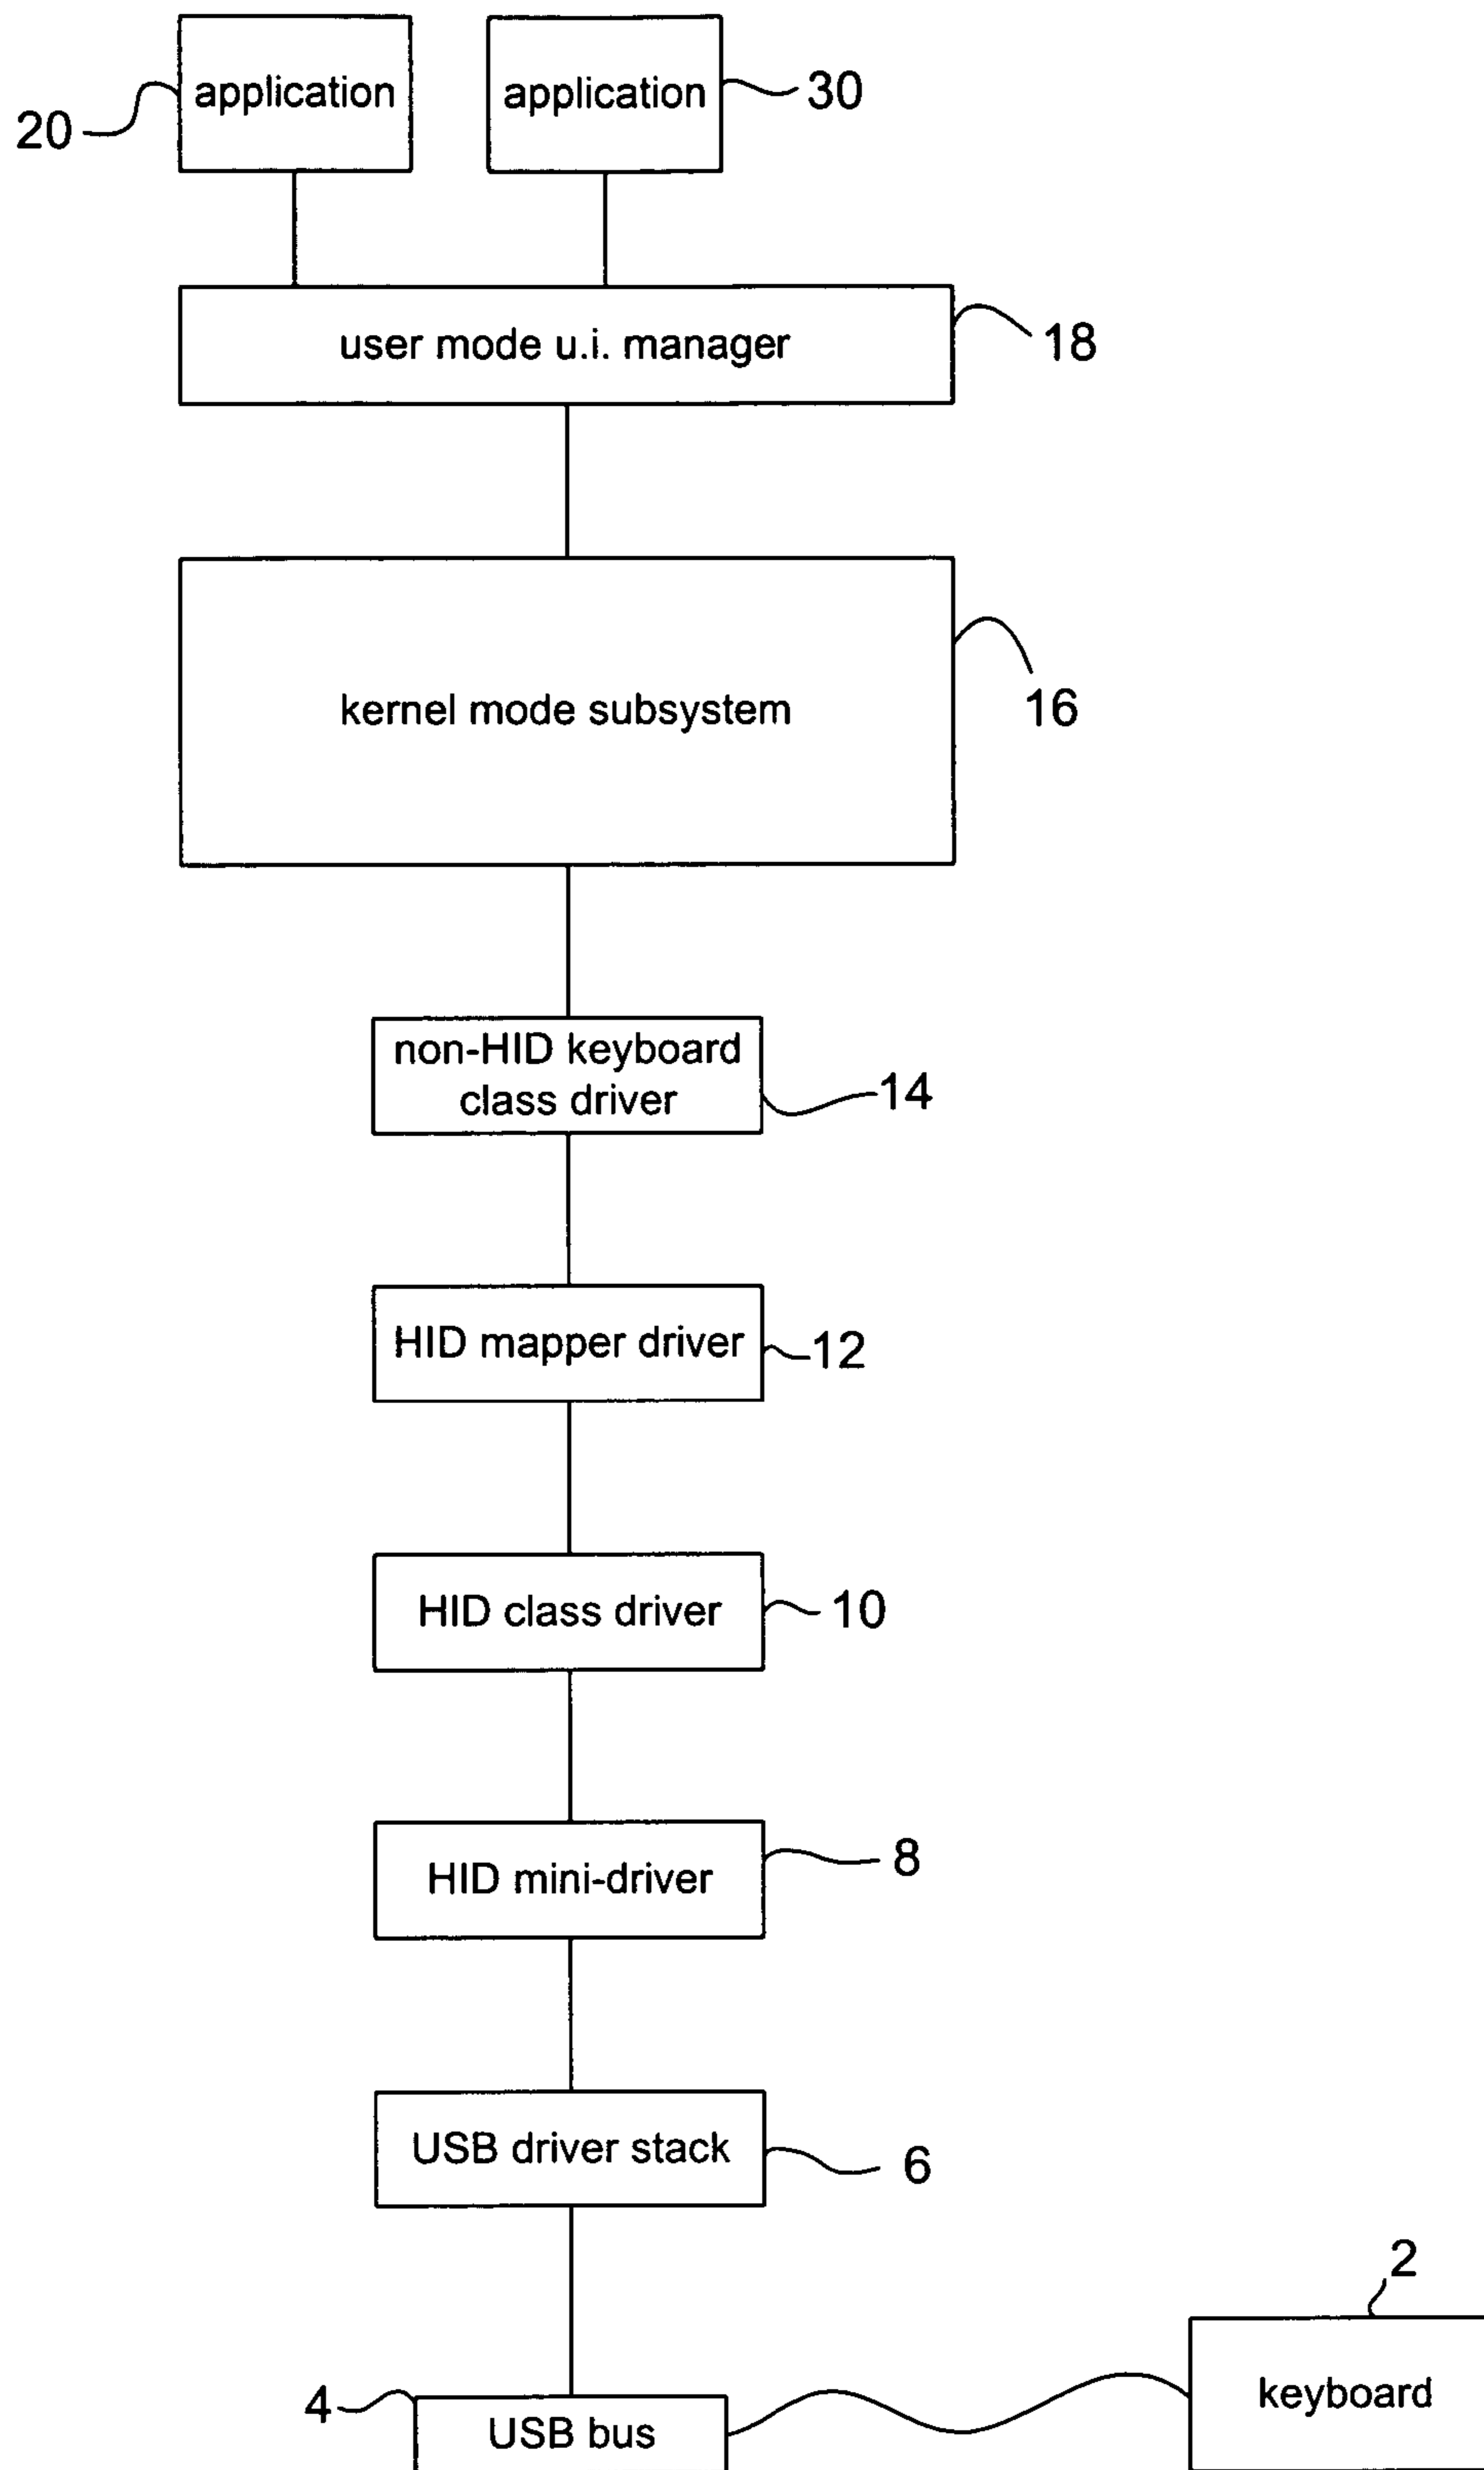 application
application
30
20
user mode u.i. manager
18
kernel mode subsystem
16
non-HID keyboard
class driver
14
HID mapper driver
12
HID class driver
10
HID mini-driver
8
USB driver stack
6
2
keyboard
4
USB bus